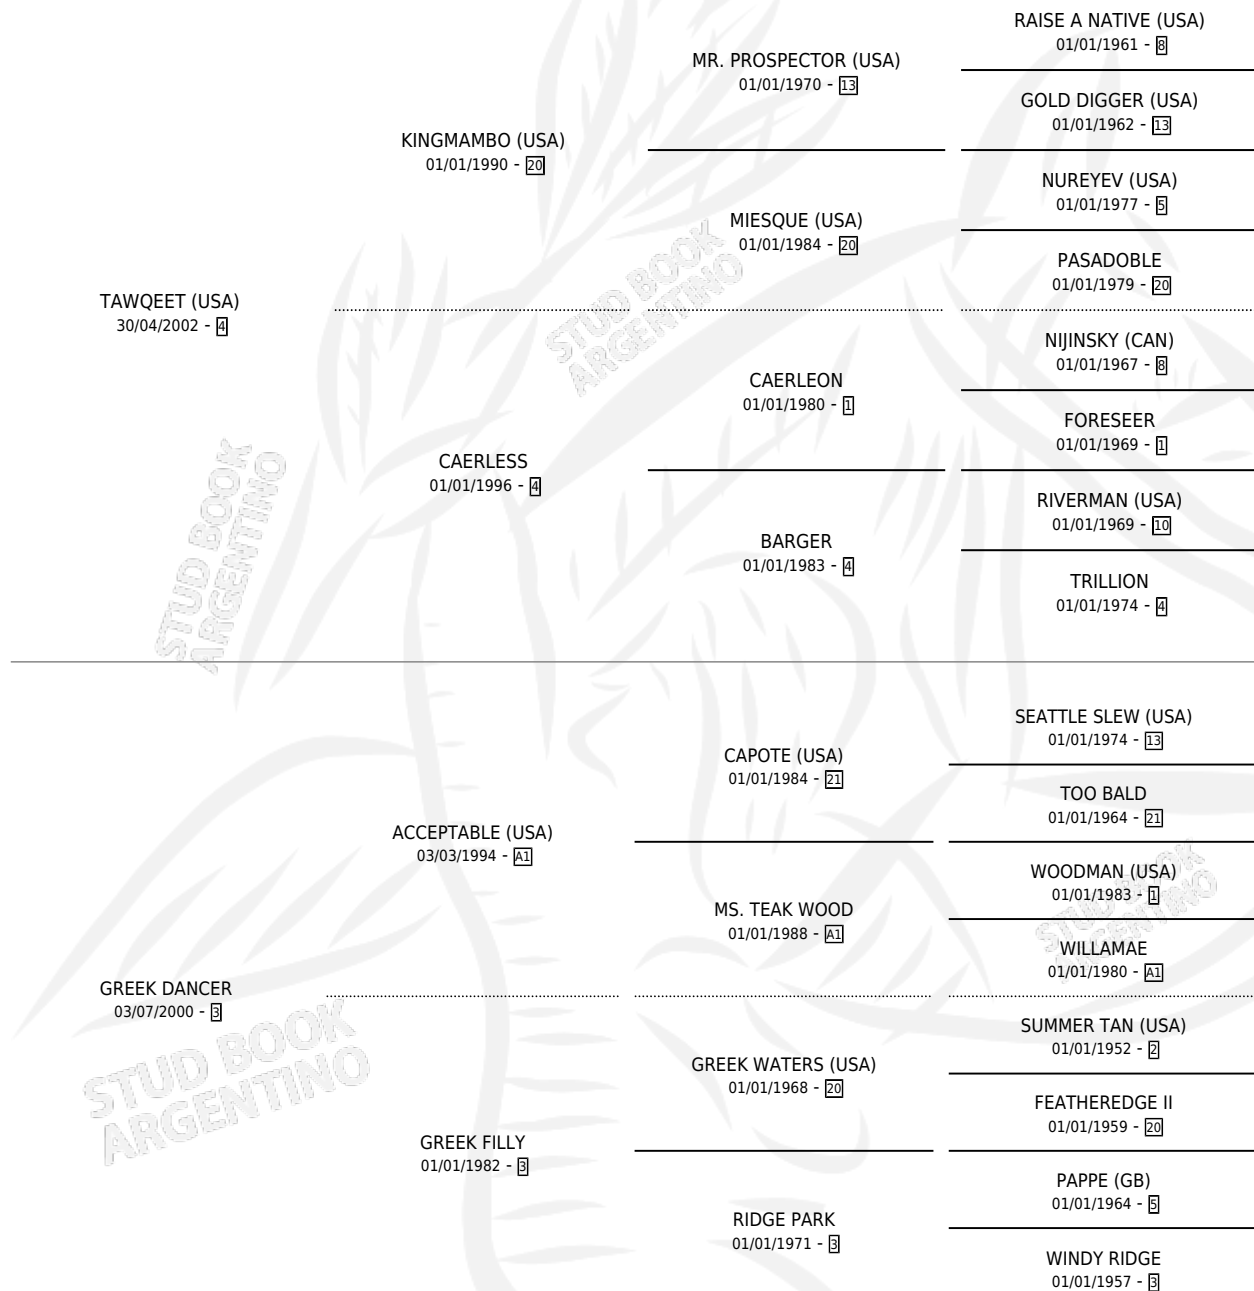 RAISE A NATIVE (USA)
01/01/1961 - 8
MR. PROSPECTOR (USA)
01/01/1970 - 13
GOLD DIGGER (USA)
01/01/1962 - 13
KINGMAMBO (USA)
01/01/1990 - 20
NUREYEV (USA)
01/01/1977 - 5
MIESQUE (USA)
01/01/1984 - 20
PASADOBLE
01/01/1979 - 20
TAWQEET (USA)
30/04/2002 - 4
NIJINSKY (CAN)
01/01/1967 - 8
CAERLEON
01/01/1980 - 1
FORESEER
01/01/1969 - 1
CAERLESS
01/01/1996 - 4
RIVERMAN (USA)
01/01/1969 - 10
BARGER
01/01/1983 - 4
TRILLION
01/01/1974 - 4
STUD BOOK
ARGENTINO
STUD BOOK
ARGENTINO
SEATTLE SLEW (USA)
01/01/1974 - 13
CAPOTE (USA)
01/01/1984 - 21
TOO BALD
01/01/1964 - 21
ACCEPTABLE (USA)
03/03/1994 - A1
WOODMAN (USA)
01/01/1983 - 1
MS. TEAK WOOD
01/01/1988 - A1
WILLAMAE
01/01/1980 - A1
STUD BOOK
ARGENTINO
GREEK DANCER
03/07/2000 - 3
SUMMER TAN (USA)
01/01/1952 - 2
GREEK WATERS (USA)
01/01/1968 - 20
FEATHEREDGE II
01/01/1959 - 20
STUD BOOK
ARGENTINO
GREEK FILLY
01/01/1982 - 3
PAPPE (GB)
01/01/1964 - 5
RIDGE PARK
01/01/1971 - 3
WINDY RIDGE
01/01/1957 - 3